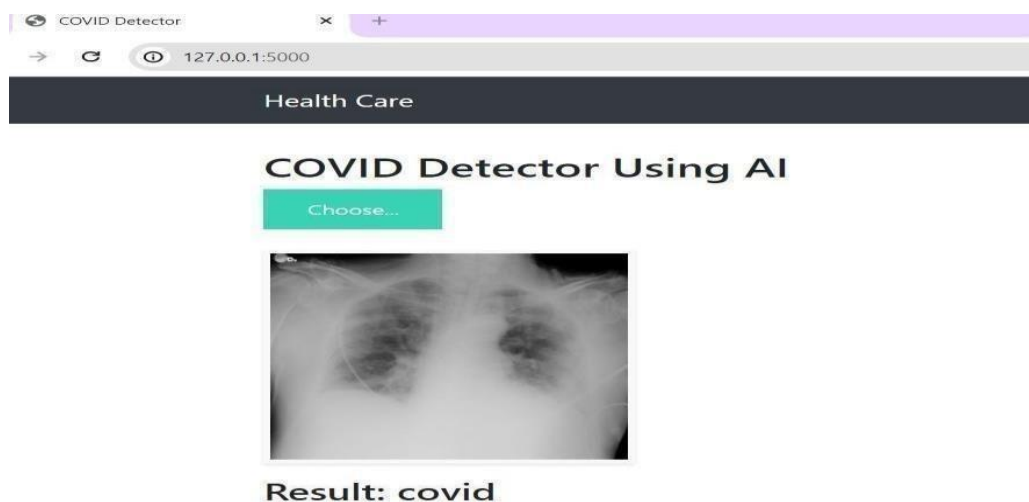 COVID Detector
127.0.0.1:5000
Health Care
COVID Detector Using AI
Choose...
Result: covid